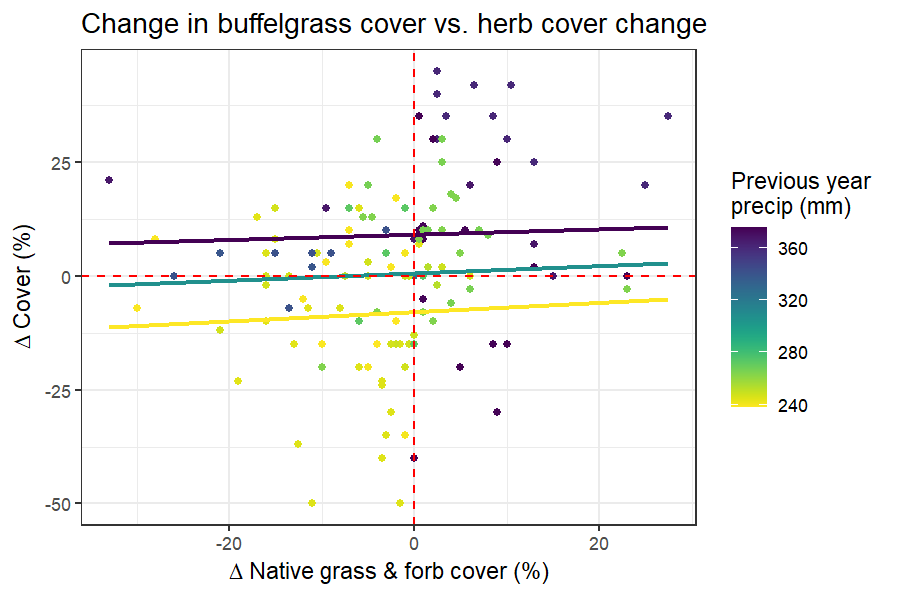 Change in buffelgrass cover vs. herb cover change
Δ Cover (%)
25
0
-25
-50
-20
0
20
Δ Native grass & forb cover (%)
Previous year
precip (mm)
360
320
280
240